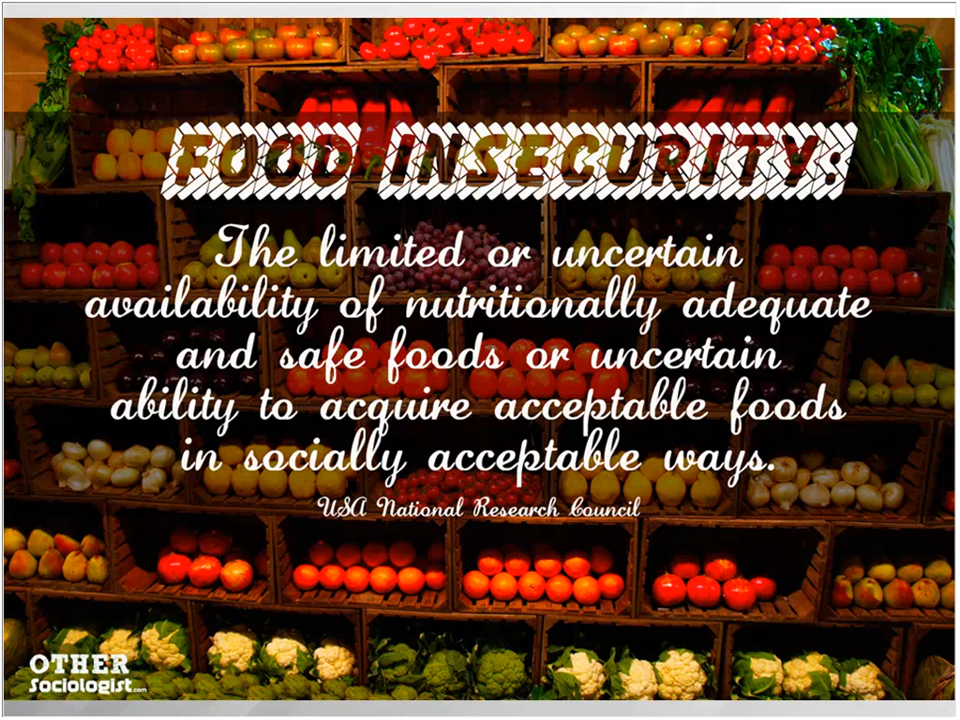 FOOD INSECURITY:
The limited or uncertain
availability of nutritionally adequate
and safe foods or uncertain
ability to acquire acceptable foods
in socially acceptable ways.
USA National Research Council
OTHER
Sociologist.com